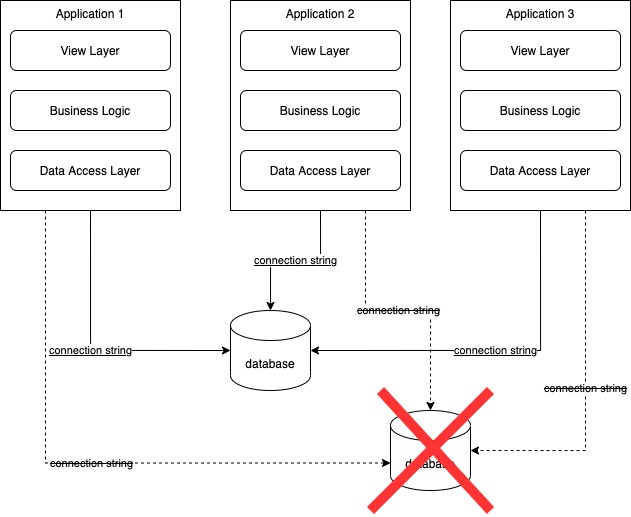 Application 1
Application 2
Application 3
View Layer
View Layer
View Layer
Business Logic
Business Logic
Business Logic
Data Access Layer
Data Access Layer
Data Access Layer
connection string
connection string
connection string
connection string
database
connection string
database
connection string